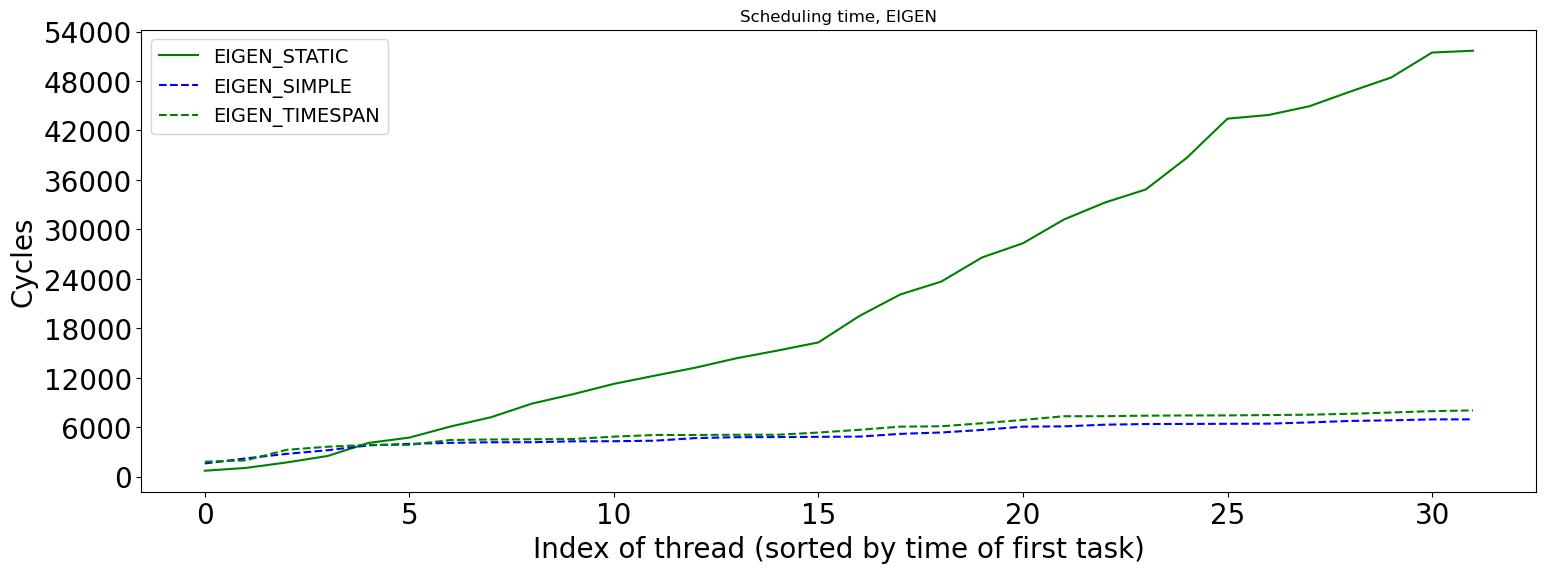 Scheduling time, EIGEN
54000
48000
42000
36000
30000
24000
18000
12000
6000
0
Cycles
EIGEN_STATIC
EIGEN_SIMPLE
EIGEN_TIMESPAN
0 5 10 15 20 25 30
Index of thread (sorted by time of first task)